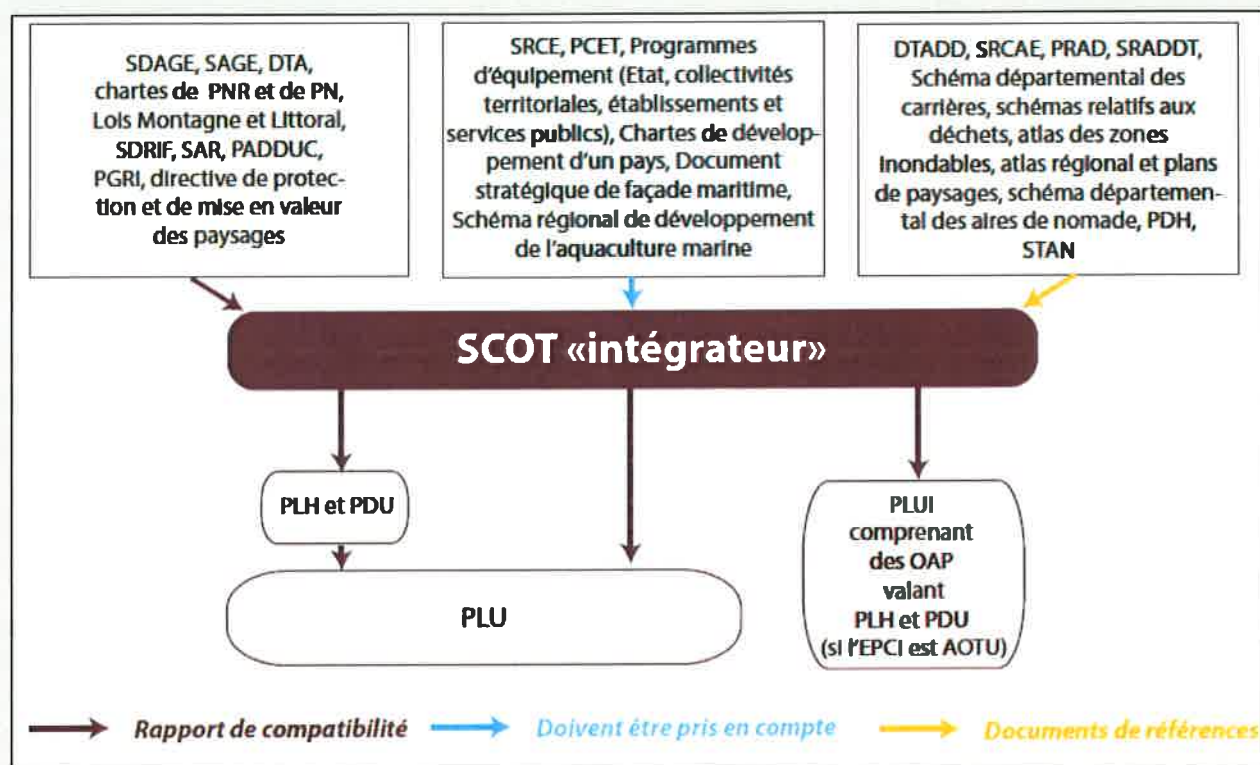 SDAGE, SAGE, DTA,
chartes de PNR et de PN,
Lois Montagne et Littoral,
SDRIF, SAR, PADDUC,
PGRI, directive de protec-
tion et de mise en valeur
des paysages
SRCE, PCET, Programmes
d'équipement (Etat, collectivités
territoriales, établissements et
services publics), Chartes de dévelop-
pement d'un pays, Document
stratégique de façade maritime,
Schéma régional de développement
de l'aquaculture marine
DTADD, SRCAE, PRAD, SRADDT,
Schéma départemental des
carrières, schémas relatifs aux
déchets, atlas des zones
inondables, atlas régional et plans
de paysages, schéma départemen-
tal des aires de nomade, PDH,
STAN
SCOT «intégrateur»
PLH et PDU
PLU
PLUI
comprenant
des OAP
valant
PLH et PDU
(si l'EPCI est AOTU)
Rapport de compatibilité
Doivent être pris en compte
Documents de références